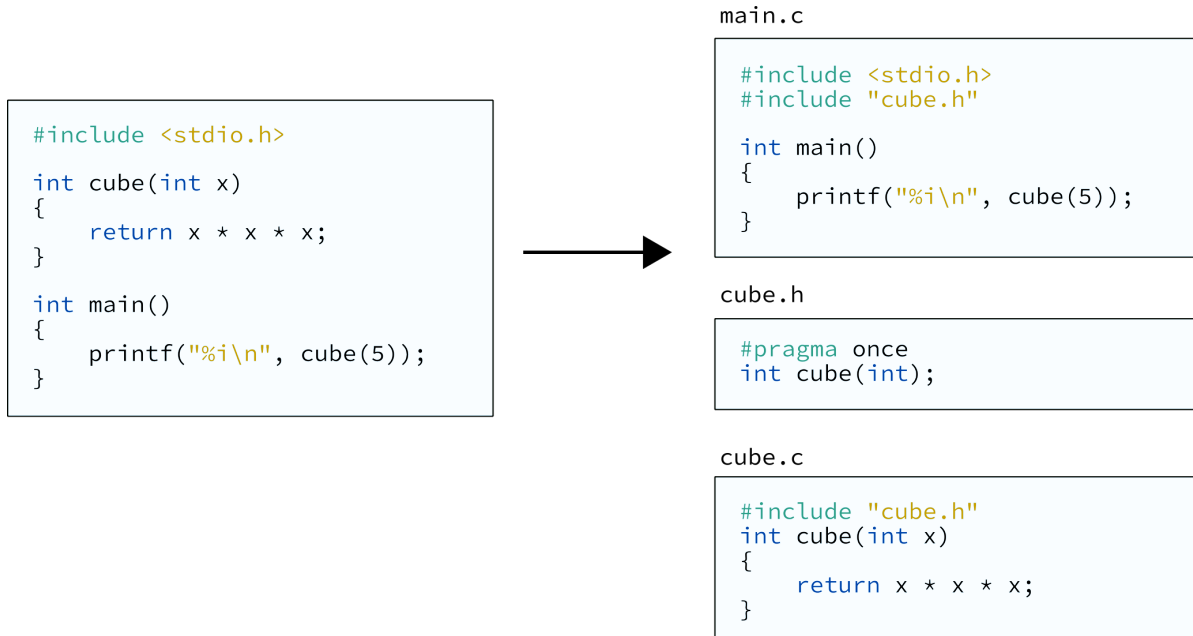 #include <stdio.h>
int cube(int x)
{
    return x * x * x;
}
int main()
{
    printf("%i\n", cube(5));
}
main.c
#include <stdio.h>
#include "cube.h"
int main()
{
    printf("%i\n", cube(5));
}
cube.h
#pragma once
int cube(int);
cube.c
#include "cube.h"
int cube(int x)
{
    return x * x * x;
}